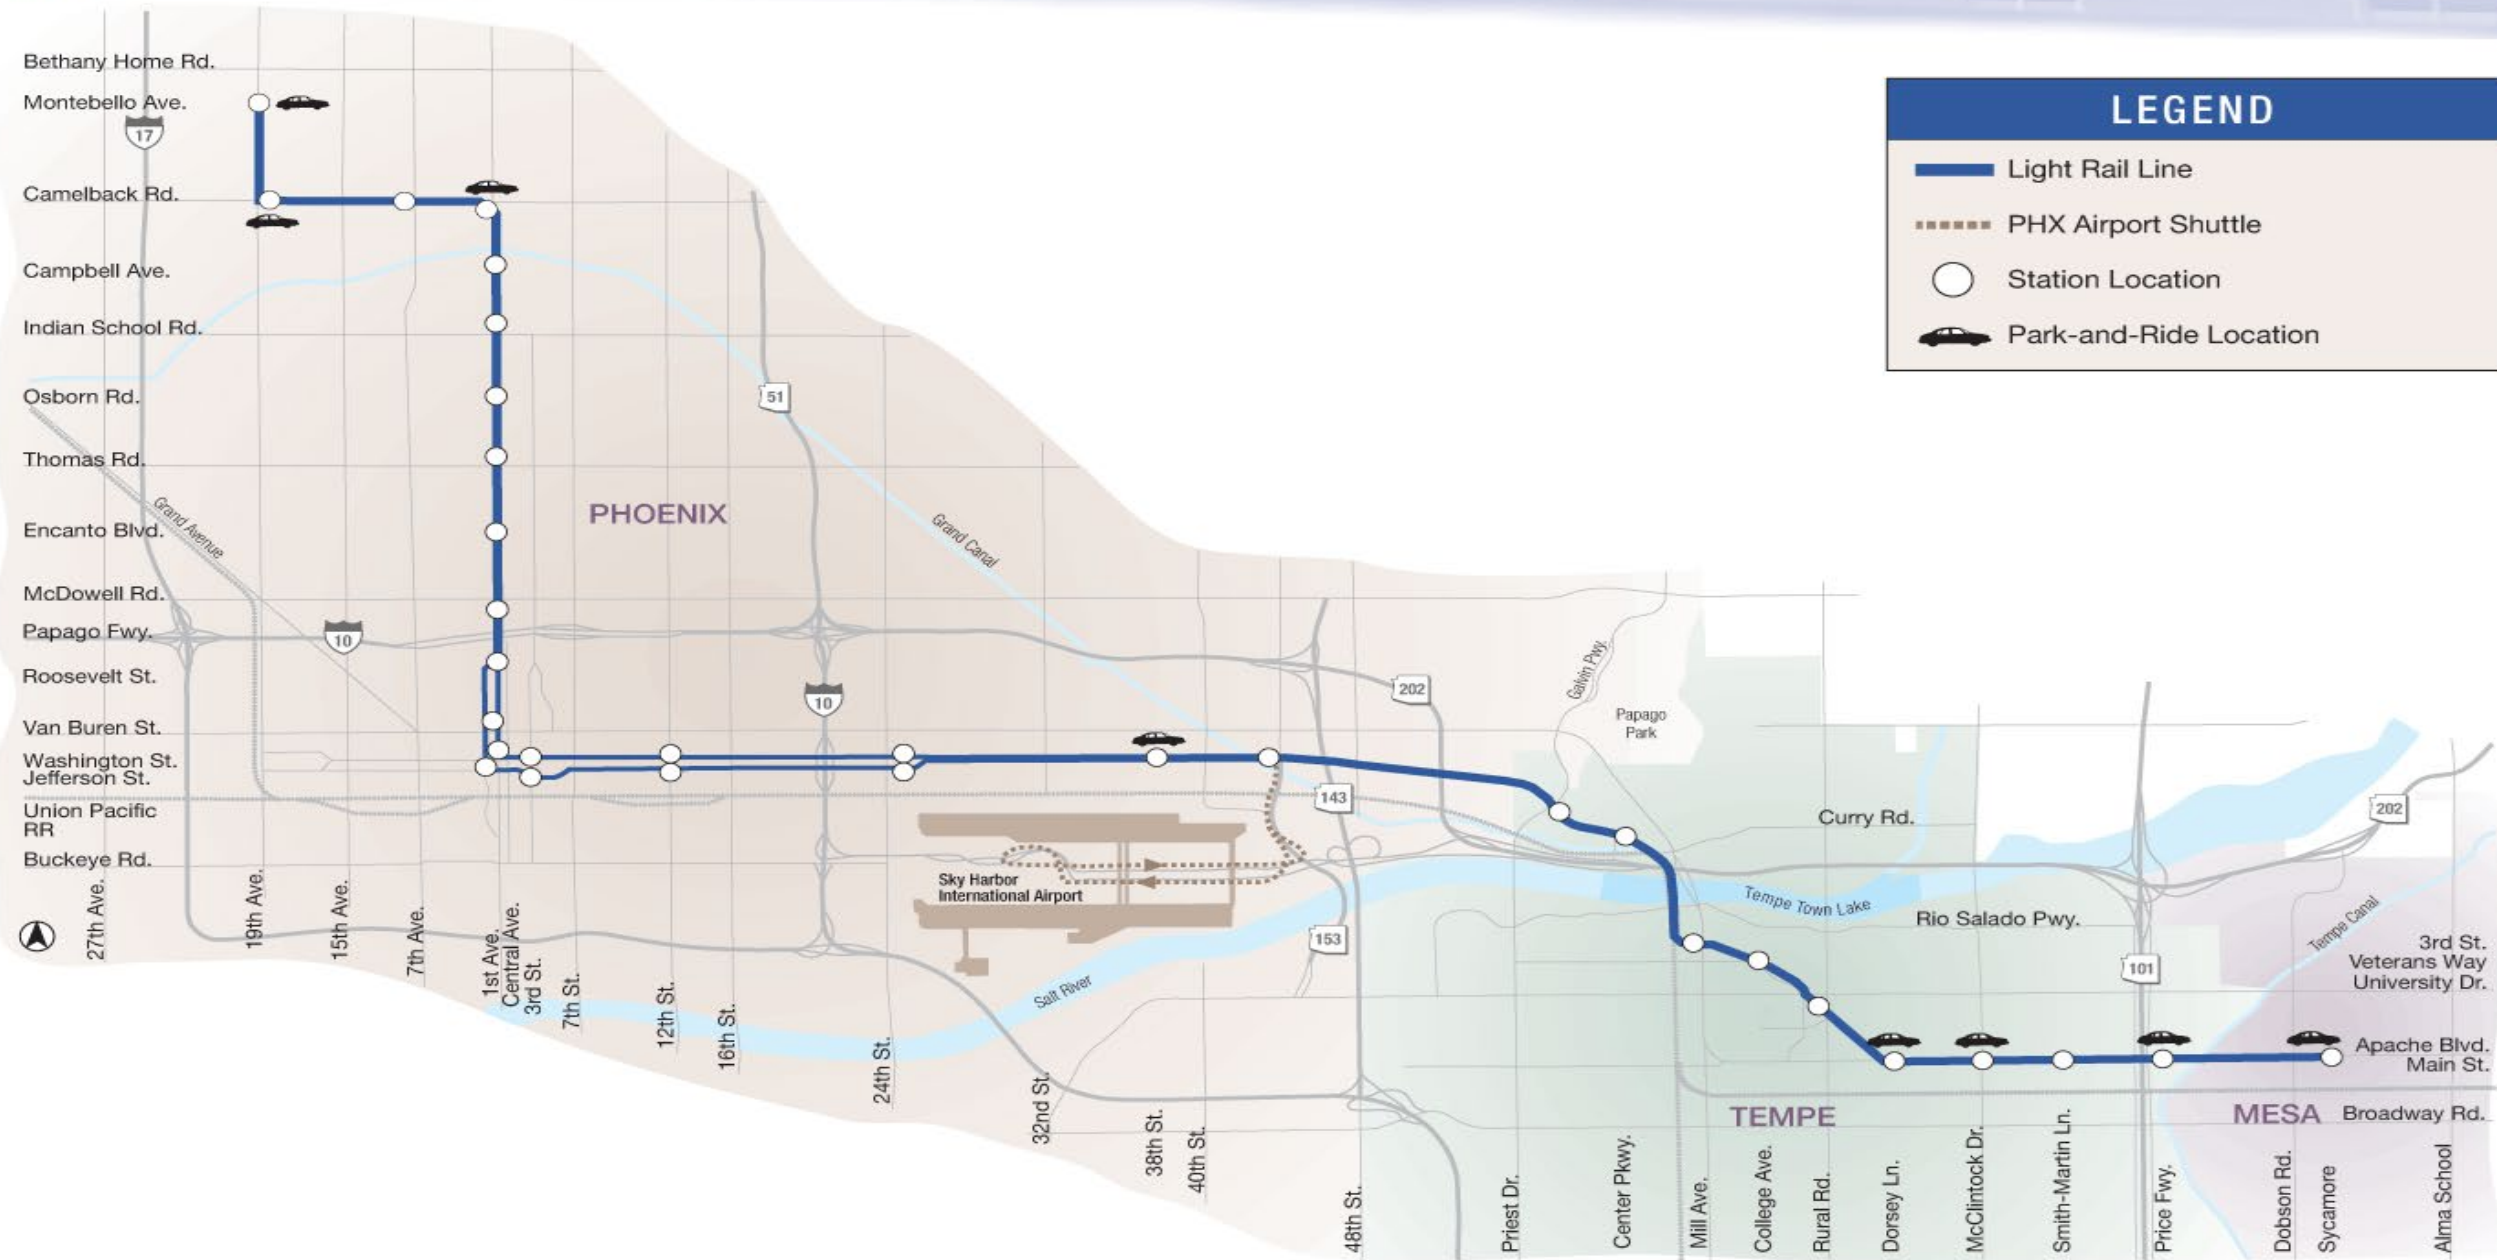 Bethany Home Rd.
Montebello Ave.
17
Camelback Rd.
Campbell Ave.
Indian School Rd.
Osborn Rd.
51
Thomas Rd.
Grand Avenue
PHOENIX
Grand Canal
Encanto Blvd.
McDowell Rd.
Papago Fwy.
10
Roosevelt St.
10
202
Galvin Pwy.
Papago
Park
Van Buren St.
Washington St.
Jefferson St.
Union Pacific
RR
143
Curry Rd.
202
Buckeye Rd.
Sky Harbor
International Airport
Tempe Town Lake
Rio Salado Pwy.
Tempe Canal
153
101
Salt River
3rd St.
Veterans Way
University Dr.
Apache Blvd.
Main St.
TEMPE
MESA
Broadway Rd.
27th Ave.
19th Ave.
15th Ave.
7th Ave.
1st Ave.
Central Ave.
3rd St.
7th St.
12th St.
16th St.
24th St.
32nd St.
38th St.
40th St.
48th St.
Priest Dr.
Center Pkwy.
Mill Ave.
College Ave.
Rural Rd.
Dorsey Ln.
McClintock Dr.
Smith-Martin Ln.
Price Fwy.
Dobson Rd.
Sycamore
Alma School
LEGEND
Light Rail Line
PHX Airport Shuttle
Station Location
Park-and-Ride Location